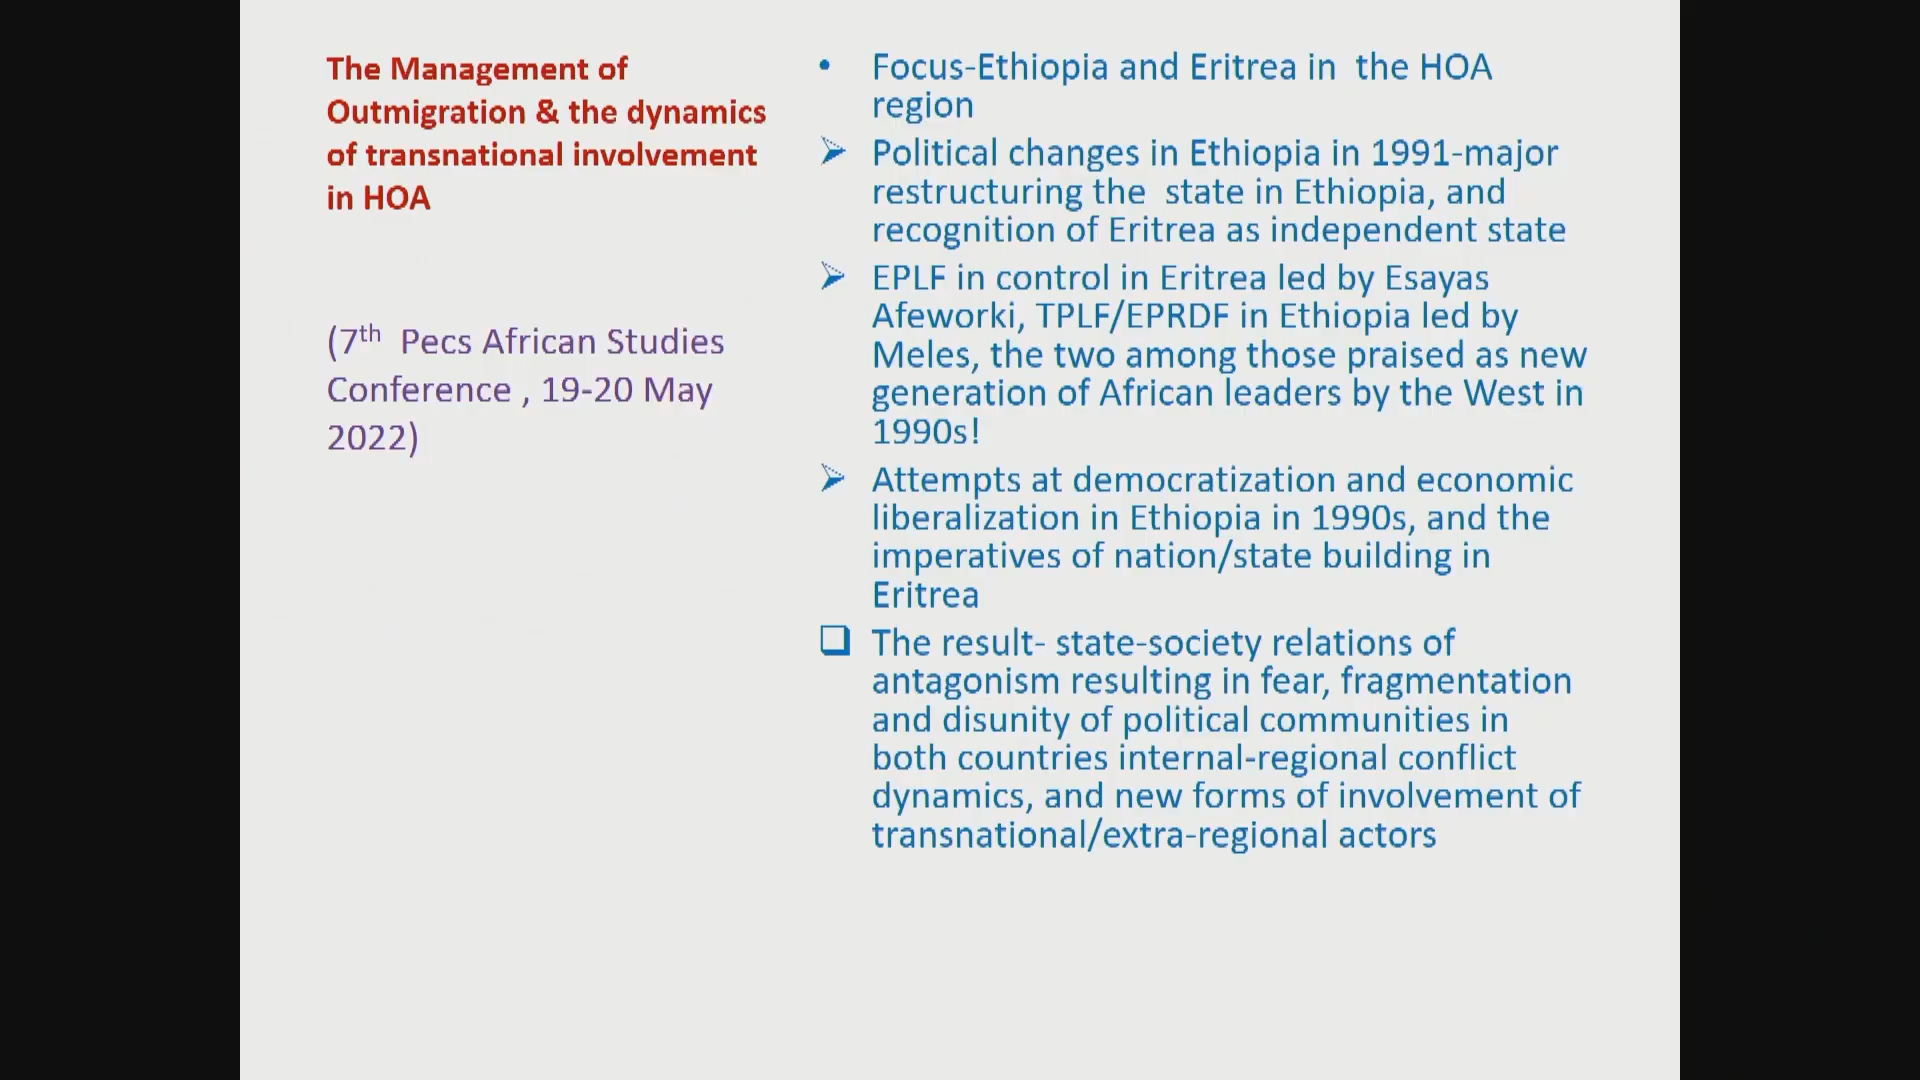 The Management of
Outmigration & the dynamics
of transnational involvement
in HOA
(7th Pecs African Studies
Conference , 19-20 May
2022)
• Focus-Ethiopia and Eritrea in the HOA
region
➢ Political changes in Ethiopia in 1991-major
restructuring the state in Ethiopia, and
recognition of Eritrea as independent state
➢ EPLF in control in Eritrea led by Esayas
Afeworki, TPLF/EPRDF in Ethiopia led by
Meles, the two among those praised as new
generation of African leaders by the West in
1990s!
➢ Attempts at democratization and economic
liberalization in Ethiopia in 1990s, and the
imperatives of nation/state building in
Eritrea
❑ The result- state-society relations of
antagonism resulting in fear, fragmentation
and disunity of political communities in
both countries internal-regional conflict
dynamics, and new forms of involvement of
transnational/extra-regional actors